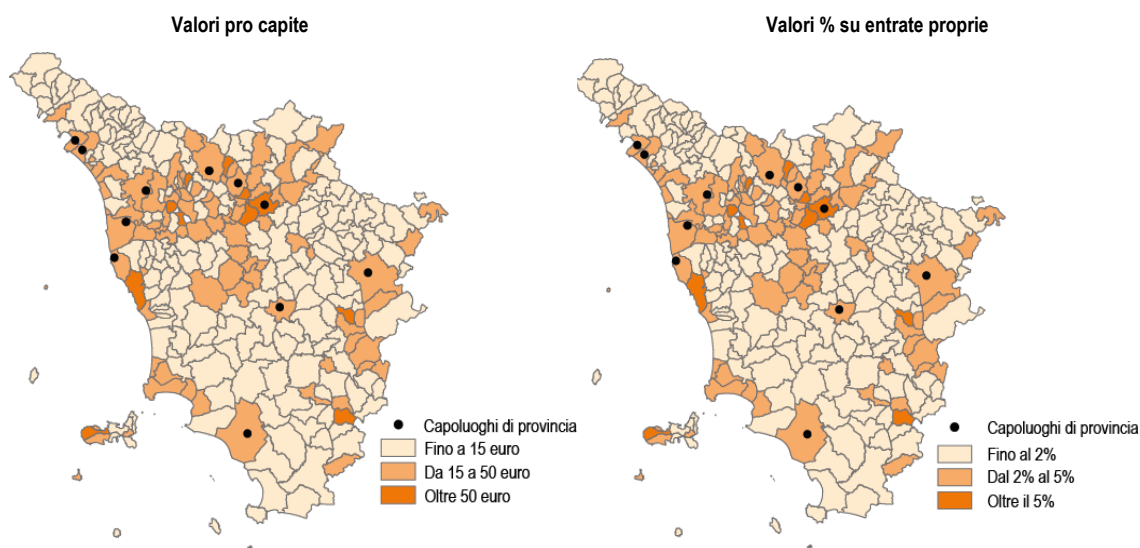 Valori pro capite
Capoluoghi di provincia
Fino a 15 euro
Da 15 a 50 euro
Oltre 50 euro
Valori % su entrate proprie
Capoluoghi di provincia
Fino al 2%
Dal 2% al 5%
Oltre il 5%